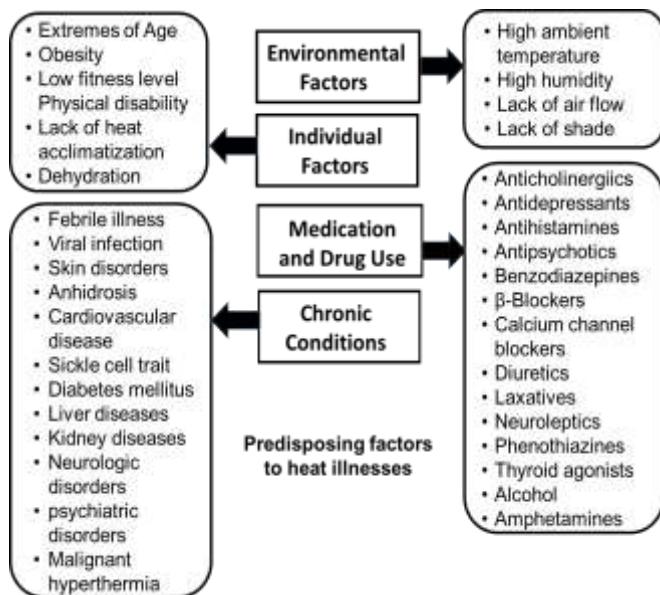 • Extremes of Age
• Obesity
• Low fitness level
Physical disability
• Lack of heat
acclimatization
• Dehydration
Environmental
Factors
• High ambient
temperature
• High humidity
• Lack of air flow
• Lack of shade
Individual
Factors
Medication
and Drug Use
• Anticholinergiics
• Antidepressants
• Antihistamines
• Antipsychotics
• Benzodiazepines
• β-Blockers
• Calcium channel
blockers
• Diuretics
• Laxatives
• Neuroleptics
• Phenothiazines
• Thyroid agonists
• Alcohol
• Amphetamines
Chronic
Conditions
• Febrile illness
• Viral infection
• Skin disorders
• Anhidrosis
• Cardiovascular
disease
• Sickle cell trait
• Diabetes mellitus
• Liver diseases
• Kidney diseases
• Neurologic
disorders
• psychiatric
disorders
• Malignant
hyperthermia
Predisposing factors
to heat illnesses